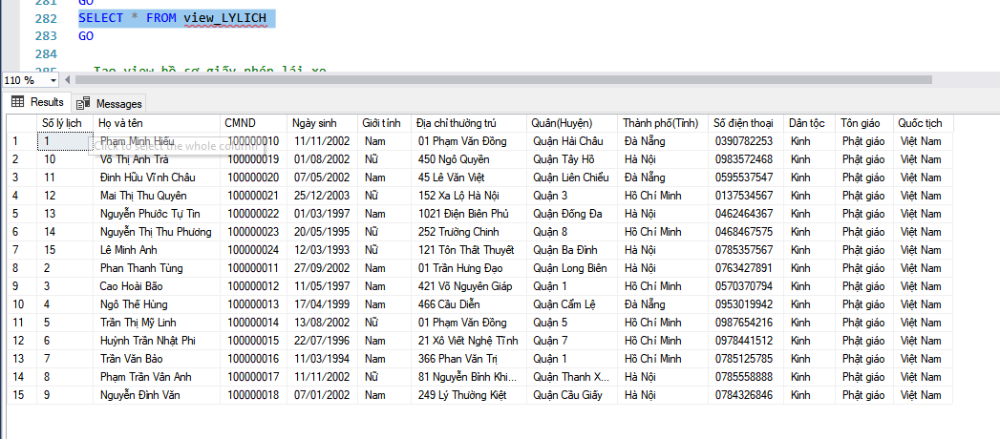 281 GO
282 SELECT * FROM view_LYLICH
283 GO
284
285 Tạo view hồ sơ giấy phép lái xe
110 %
Results Messages
Số lý lịch Họ và tên CMND Ngày sinh Giới tính Địa chỉ thường trú Quận(Huyện) Thành phố(Tỉnh) Số điện thoại Dân tộc Tôn giáo Quốc tịch
1 1 Phạm Minh Hiếu 100000010 11/11/2002 Nam 01 Phạm Văn Đồng Quận Hải Châu Đà Nẵng 0390782253 Kinh Phật giáo Việt Nam
Click to select the whole column
2 10 Võ Thị Anh Trà 100000019 01/08/2002 Nữ 450 Ngô Quyền Quận Tây Hồ Hà Nội 0983572468 Kinh Phật giáo Việt Nam
3 11 Đinh Hữu Vĩnh Châu 100000020 07/05/2002 Nam 45 Lê Văn Việt Quận Liên Chiểu Đà Nẵng 0595537547 Kinh Phật giáo Việt Nam
4 12 Mai Thị Thu Quyên 100000021 25/12/2003 Nữ 152 Xa Lộ Hà Nội Quận 3 Hồ Chí Minh 0137534567 Kinh Phật giáo Việt Nam
5 13 Nguyễn Phước Tự Tin 100000022 01/03/1997 Nam 1021 Điện Biên Phủ Quận Đống Đa Hà Nội 0462464367 Kinh Phật giáo Việt Nam
6 14 Nguyễn Thị Thu Phương 100000023 20/05/1995 Nữ 252 Trường Chinh Quận 8 Hồ Chí Minh 0468467575 Kinh Phật giáo Việt Nam
7 15 Lê Minh Anh 100000024 12/03/1993 Nữ 121 Tôn Thất Thuyết Quận Ba Đình Hà Nội 0785357567 Kinh Phật giáo Việt Nam
8 2 Phan Thanh Tùng 100000011 27/09/2002 Nam 01 Trần Hưng Đạo Quận Long Biên Hà Nội 0763427891 Kinh Phật giáo Việt Nam
9 3 Cao Hoài Bão 100000012 11/05/1997 Nam 421 Võ Nguyên Giáp Quận 1 Hồ Chí Minh 0570370794 Kinh Phật giáo Việt Nam
10 4 Ngô Thế Hùng 100000013 17/04/1999 Nam 466 Cầu Diễn Quận Cẩm Lệ Đà Nẵng 0953019942 Kinh Phật giáo Việt Nam
11 5 Trần Thị Mỹ Linh 100000014 13/08/2002 Nữ 01 Phạm Văn Đồng Quận 5 Hồ Chí Minh 0987654216 Kinh Phật giáo Việt Nam
12 6 Huỳnh Trần Nhật Phi 100000015 22/07/1996 Nam 21 Xô Viết Nghệ Tĩnh Quận 7 Hồ Chí Minh 0978441512 Kinh Phật giáo Việt Nam
13 7 Trần Văn Bảo 100000016 11/03/1994 Nam 366 Phan Văn Trị Quận 1 Hồ Chí Minh 0785125785 Kinh Phật giáo Việt Nam
14 8 Phạm Trần Vân Anh 100000017 11/11/2002 Nữ 81 Nguyễn Bỉnh Khi... Quận Thanh X... Hà Nội 0785558888 Kinh Phật giáo Việt Nam
15 9 Nguyễn Đình Văn 100000018 07/01/2002 Nam 249 Lý Thường Kiệt Quận Cầu Giấy Hà Nội 0784326846 Kinh Phật giáo Việt Nam